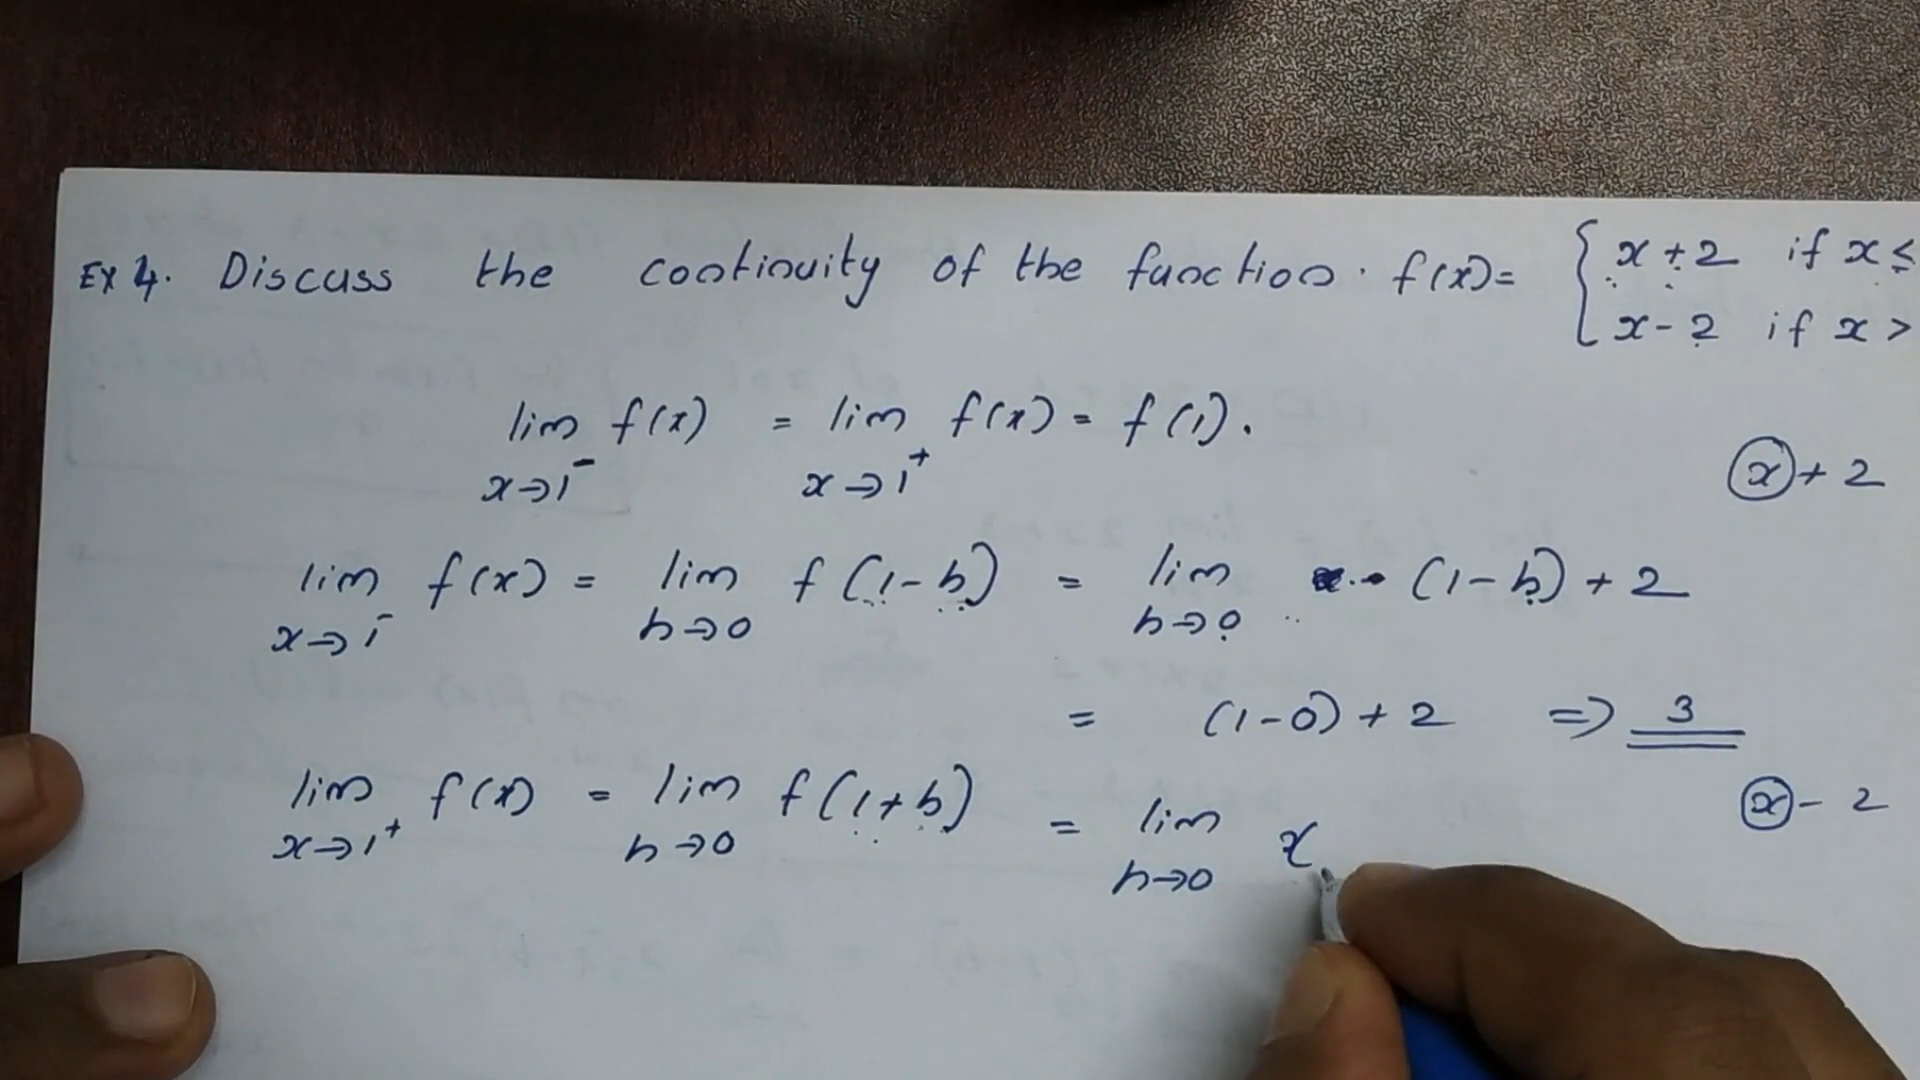 Ex 4. Discuss the continuity of the function. f(x) = { x + 2 if x ≤
x - 2 if x >
lim f(x) = lim f(x) = f(1).
x→1⁻ x→1⁺
(x) + 2
lim f(x) = lim f(1-h) = lim (1-h) + 2
x→1⁻ h→0 h→0
= (1-0) + 2 => 3
(x) - 2
lim f(x) = lim f(1+h) = lim x
x→1⁺ h→0 h→0